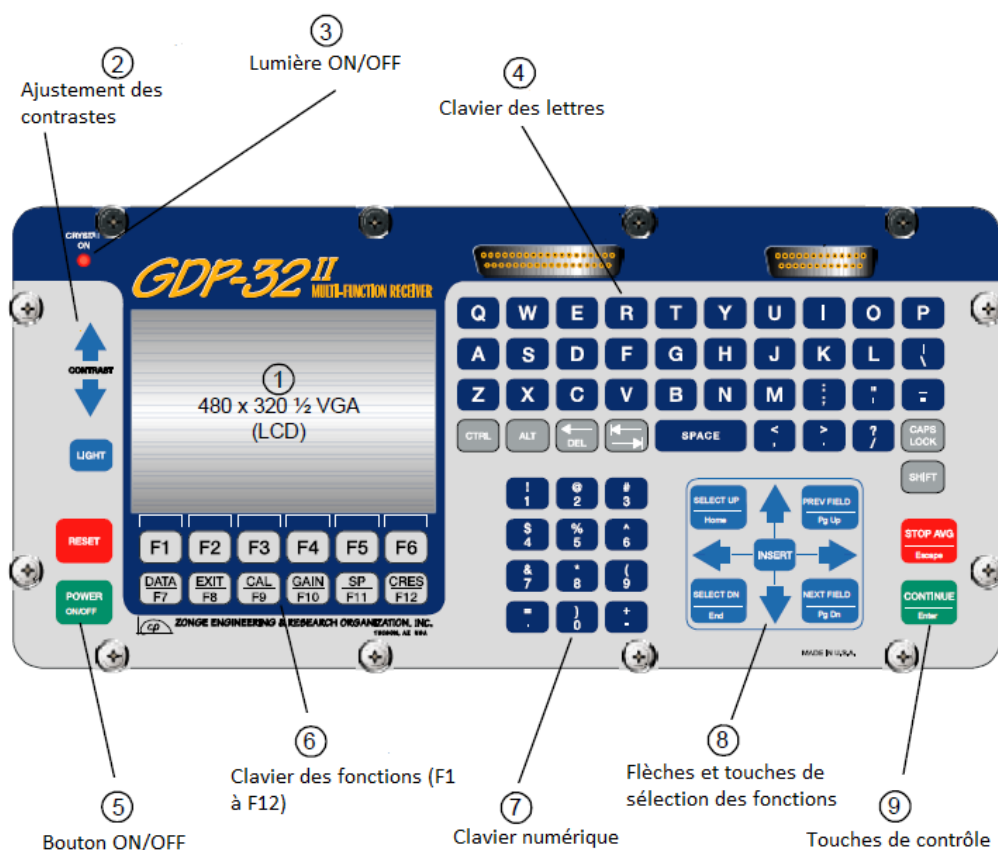 ③
Lumière ON/OFF
②
Ajustement des
contrastes
④
Clavier des lettres
ON
GDP-32 II
MULTI-FUNCTION RECEIVER
CONTRAST
LIGHT
RESET
POWER
ON/OFF
①
480 x 320 ½ VGA
(LCD)
F1 F2 F3 F4 F5 F6
DATA EXIT CAL GAIN SP CRES
F7 F8 F9 F10 F11 F12
ZONGE ENGINEERING & RESEARCH ORGANIZATION, INC.
Q W E R T Y U I O P
A S D F G H J K L | \
Z X C V B N M : ; " ' – =
CTRL ALT ← DEL SPACE < , > . ? / CAPS LOCK
SHIFT
! 1 @ 2 # 3
$ 4 % 5 ^ 6
& 7 * 8 ( 9
= . ) 0 + -
SELECT UP
Home
PREV FIELD
Pg Up
INSERT
SELECT DN
End
NEXT FIELD
Pg Dn
STOP AVG
Escape
CONTINUE
Enter
MADE IN U.S.A.
⑥
Clavier des fonctions (F1
à F12)
⑧
Flèches et touches de
sélection des fonctions
⑤
Bouton ON/OFF
⑦
Clavier numérique
⑨
Touches de contrôle